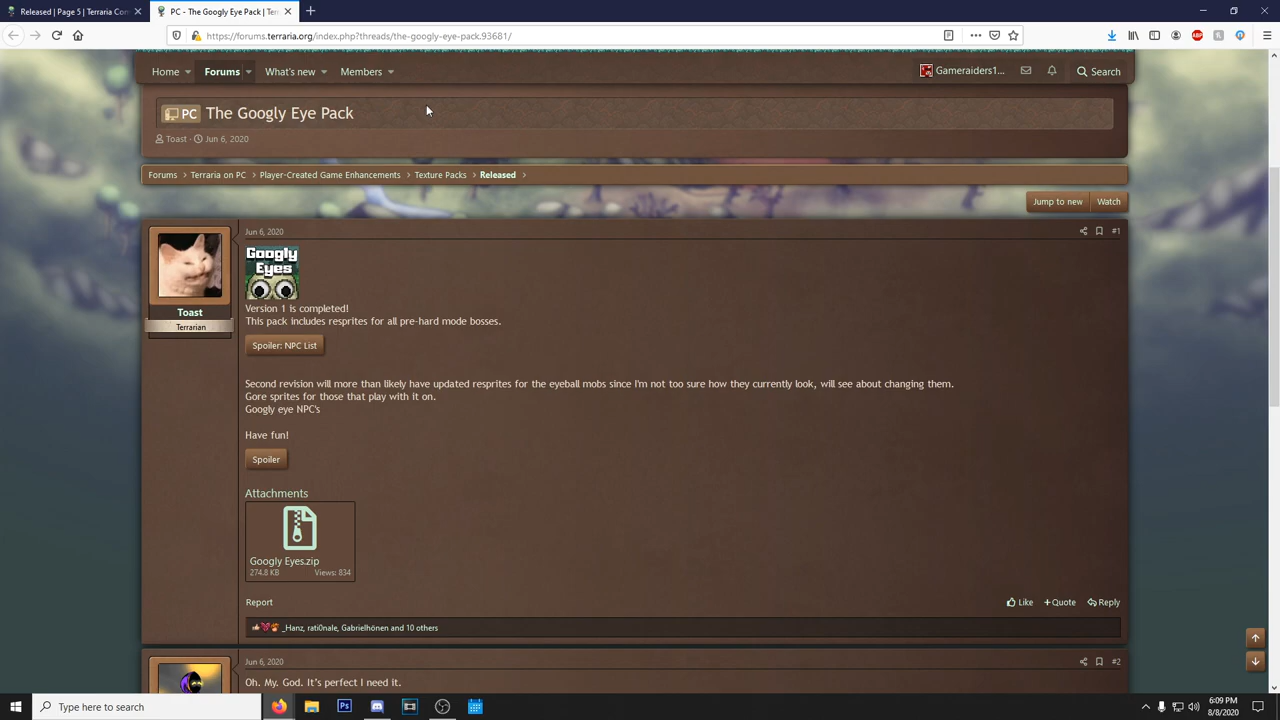 Released | Page 5 | Terraria Con
PC - The Googly Eye Pack | Terr
https://forums.terraria.org/index.php?threads/the-googly-eye-pack.93681/
Home
Forums
What's new
Members
Gameraiders1...
Search
PC The Googly Eye Pack
Toast Jun 6, 2020
Forums Terraria on PC Player-Created Game Enhancements Texture Packs Released
Jump to new Watch
Jun 6, 2020
#1
Googly
Eyes
Toast
Terrarian
Version 1 is completed!
This pack includes resprites for all pre-hard mode bosses.
Spoiler: NPC List
Second revision will more than likely have updated resprites for the eyeball mobs since I'm not too sure how they currently look, will see about changing them.
Gore sprites for those that play with it on.
Googly eye NPC's
Have fun!
Spoiler
Attachments
Googly Eyes.zip
274.8 KB Views: 834
Report
Like +Quote Reply
_Hanz, rati0nale, Gabrielhönen and 10 others
Jun 6, 2020
#2
Oh. My. God. It's perfect I need it.
Type here to search
6:09 PM
8/8/2020